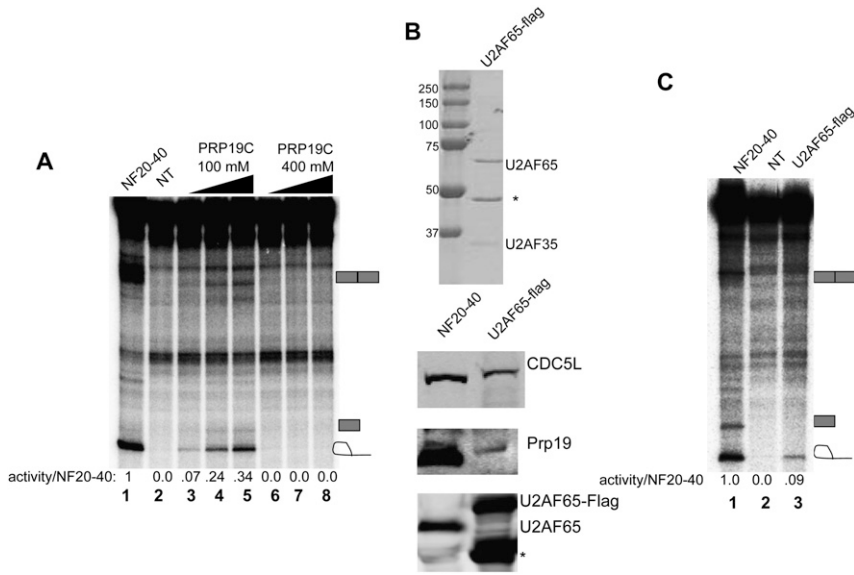 A
NF20-40
NT
PRP19C
100 mM
PRP19C
400 mM
activity/NF20-40: 1 0.0 .07 .24 .34 0.0 0.0 0.0
1 2 3 4 5 6 7 8
B
U2AF65-flag
250
150
100
75
50
37
U2AF65
*
U2AF35
NF20-40
U2AF65-flag
CDC5L
Prp19
U2AF65-Flag
U2AF65
*
C
NF20-40
NT
U2AF65-flag
activity/NF20-40 1.0 0.0 .09
1 2 3